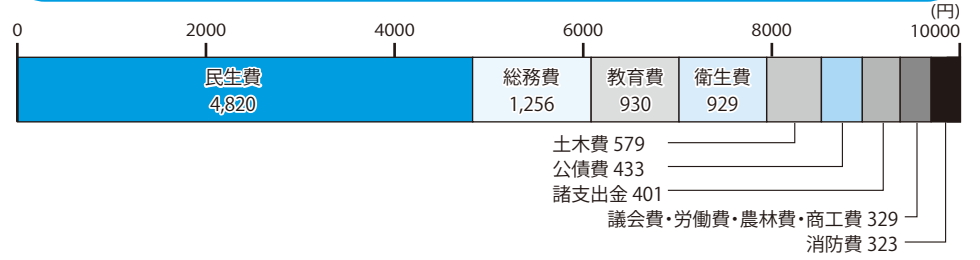 (円)
0 2000 4000 6000 8000 10000
民生費 総務費 教育費 衛生費
4,820 1,256 930 929
土木費 579
公債費 433
諸支出金 401
議会費・労働費・農林費・商工費 329
消防費 323